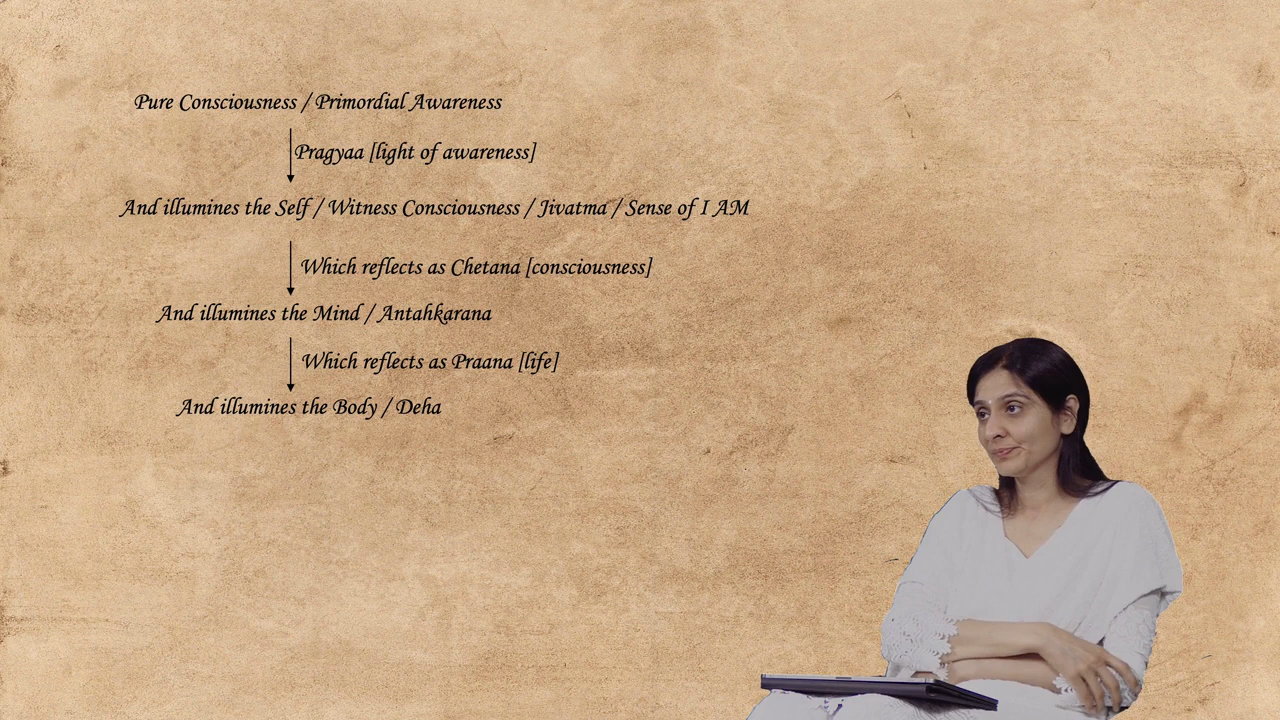 Pure Consciousness / Primordial Awareness
Pragyaa [light of awareness]
And illumines the Self / Witness Consciousness / Jivatma / Sense of I AM
Which reflects as Chetana [consciousness]
And illumines the Mind / Antahkarana
Which reflects as Praana [life]
And illumines the Body / Deha